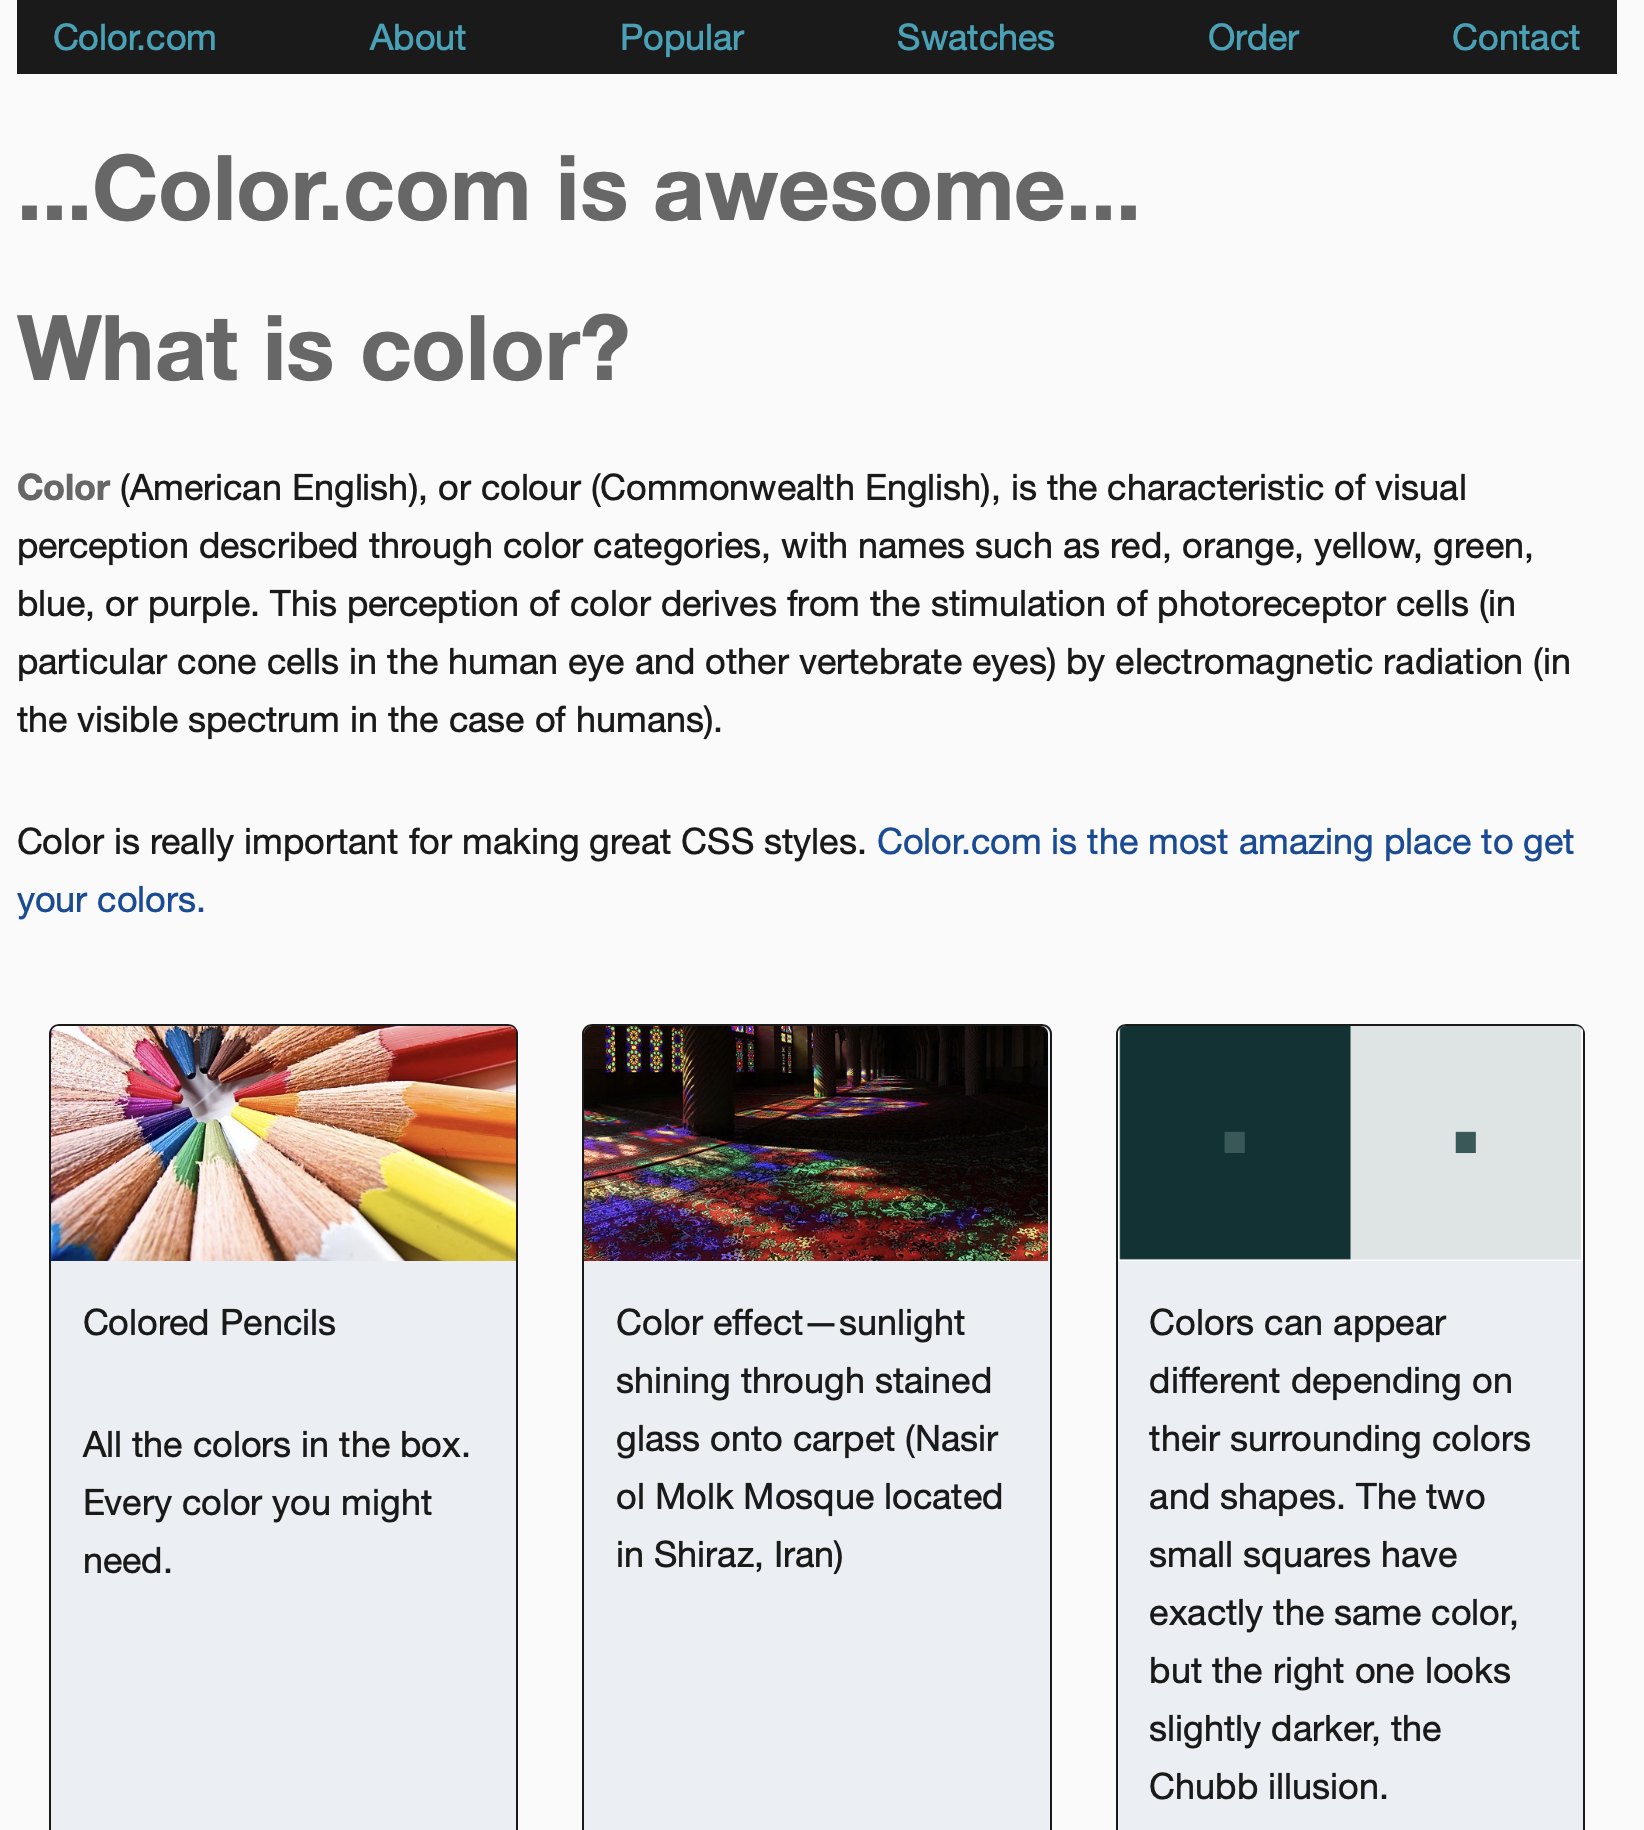 Color.com About Popular Swatches Order Contact
...Color.com is awesome...
What is color?
Color (American English), or colour (Commonwealth English), is the characteristic of visual
perception described through color categories, with names such as red, orange, yellow, green,
blue, or purple. This perception of color derives from the stimulation of photoreceptor cells (in
particular cone cells in the human eye and other vertebrate eyes) by electromagnetic radiation (in
the visible spectrum in the case of humans).
Color is really important for making great CSS styles. Color.com is the most amazing place to get
your colors.
Colored Pencils
All the colors in the box.
Every color you might
need.
Color effect—sunlight
shining through stained
glass onto carpet (Nasir
ol Molk Mosque located
in Shiraz, Iran)
Colors can appear
different depending on
their surrounding colors
and shapes. The two
small squares have
exactly the same color,
but the right one looks
slightly darker, the
Chubb illusion.